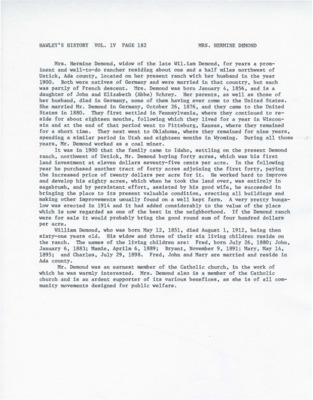 HAWLEY'S HISTORY VOL. IV PAGE 182 MRS. HERMINE DEMOND
Mrs. Hermine Demond, widow of the late Wil.iam Demond, for years a prom-
inent and well-to-do rancher residing about one and a half miles northwest of
Ustick, Ada county, located on her present ranch with her husband in the year
1900. Both were natives of Germany and were married in that country, but each
was partly of French descent. Mrs. Demond was born January 6, 1856, and is a
daughter of John and Elizabeth (Abbe) Schrey. Her parents, as well as those of
her husband, died in Germany, none of them having ever come to the United States.
She married Mr. Demond in Germany, October 26, 1876, and they came to the United
States in 1880. They first settled in Pennsylvania, where they continued to re-
side for about eighteen months, following which they lived for a year in Wiscon-
sin and at the end of that period went to Pittsburg, Kansas, where they remained
for a short time. They next went to Oklahoma, where they remained for nine years,
spending a similar period in Utah and eighteen months in Wyoming. During all those
years, Mr. Demond worked as a coal miner.
It was in 1900 that the family came to Idaho, settling on the present Demond
ranch, northwest of Ustick, Mr. Demond buying forty acres, which was his first
land investment at eleven dollars seventy-five cents per acre. In the following
year he purchased another tract of forty acres adjoining the first forty, paying
the increased price of twenty dollars per acre for it. He worked hard to improve
and develop his eighty acres, which when he took the land over, was entirely in
sagebrush, and by persistent effort, assisted by his good wife, he succeeded in
bringing the place to its present valuable condition, erecting all buildings and
making other improvements usually found on a well kept farm. A very pretty bunga-
low was erected in 1914 and it had added considerably to the value of the place
which is now regarded as one of the best in the neighborhood. If the Demond ranch
were for sale it would probably bring the good round sum of four hundred dollars
per acre.
William Demond, who was born May 12, 1851, died August 1, 1912, being then
sixty-one years old. His widow and three of their six living children reside on
the ranch. The names of the living children are: Fred, born July 26, 1880; John,
January 6, 1883; Manda, April 6, 1889; Bryant, November 9, 1891; Mary, May 14,
1895; and Charles, July 29, 1898. Fred, John and Mary are married and reside in
Ada county.
Mr. Demond was an earnest member of the Catholic church, in the work of
which he was warmly interested. Mrs. Demond also is a member of the Catholic
church and is an ardent supporter of its various benefices, as she is of all com-
munity movements designed for public welfare.